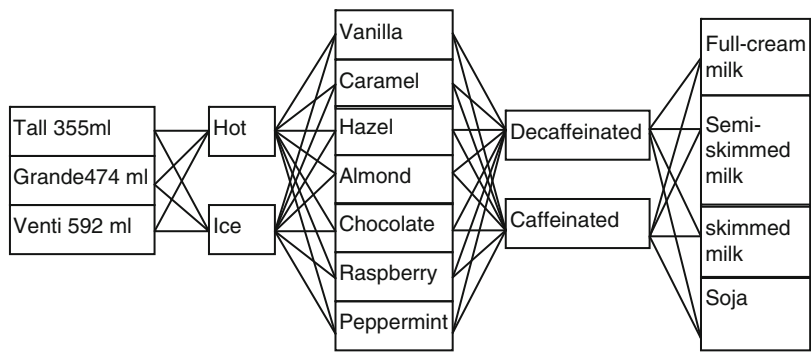 Tall 355ml
Grande474 ml
Venti 592 ml
Hot
Ice
Vanilla
Caramel
Hazel
Almond
Chocolate
Raspberry
Peppermint
Decaffeinated
Caffeinated
Full-cream
milk
Semi-
skimmed
milk
skimmed
milk
Soja